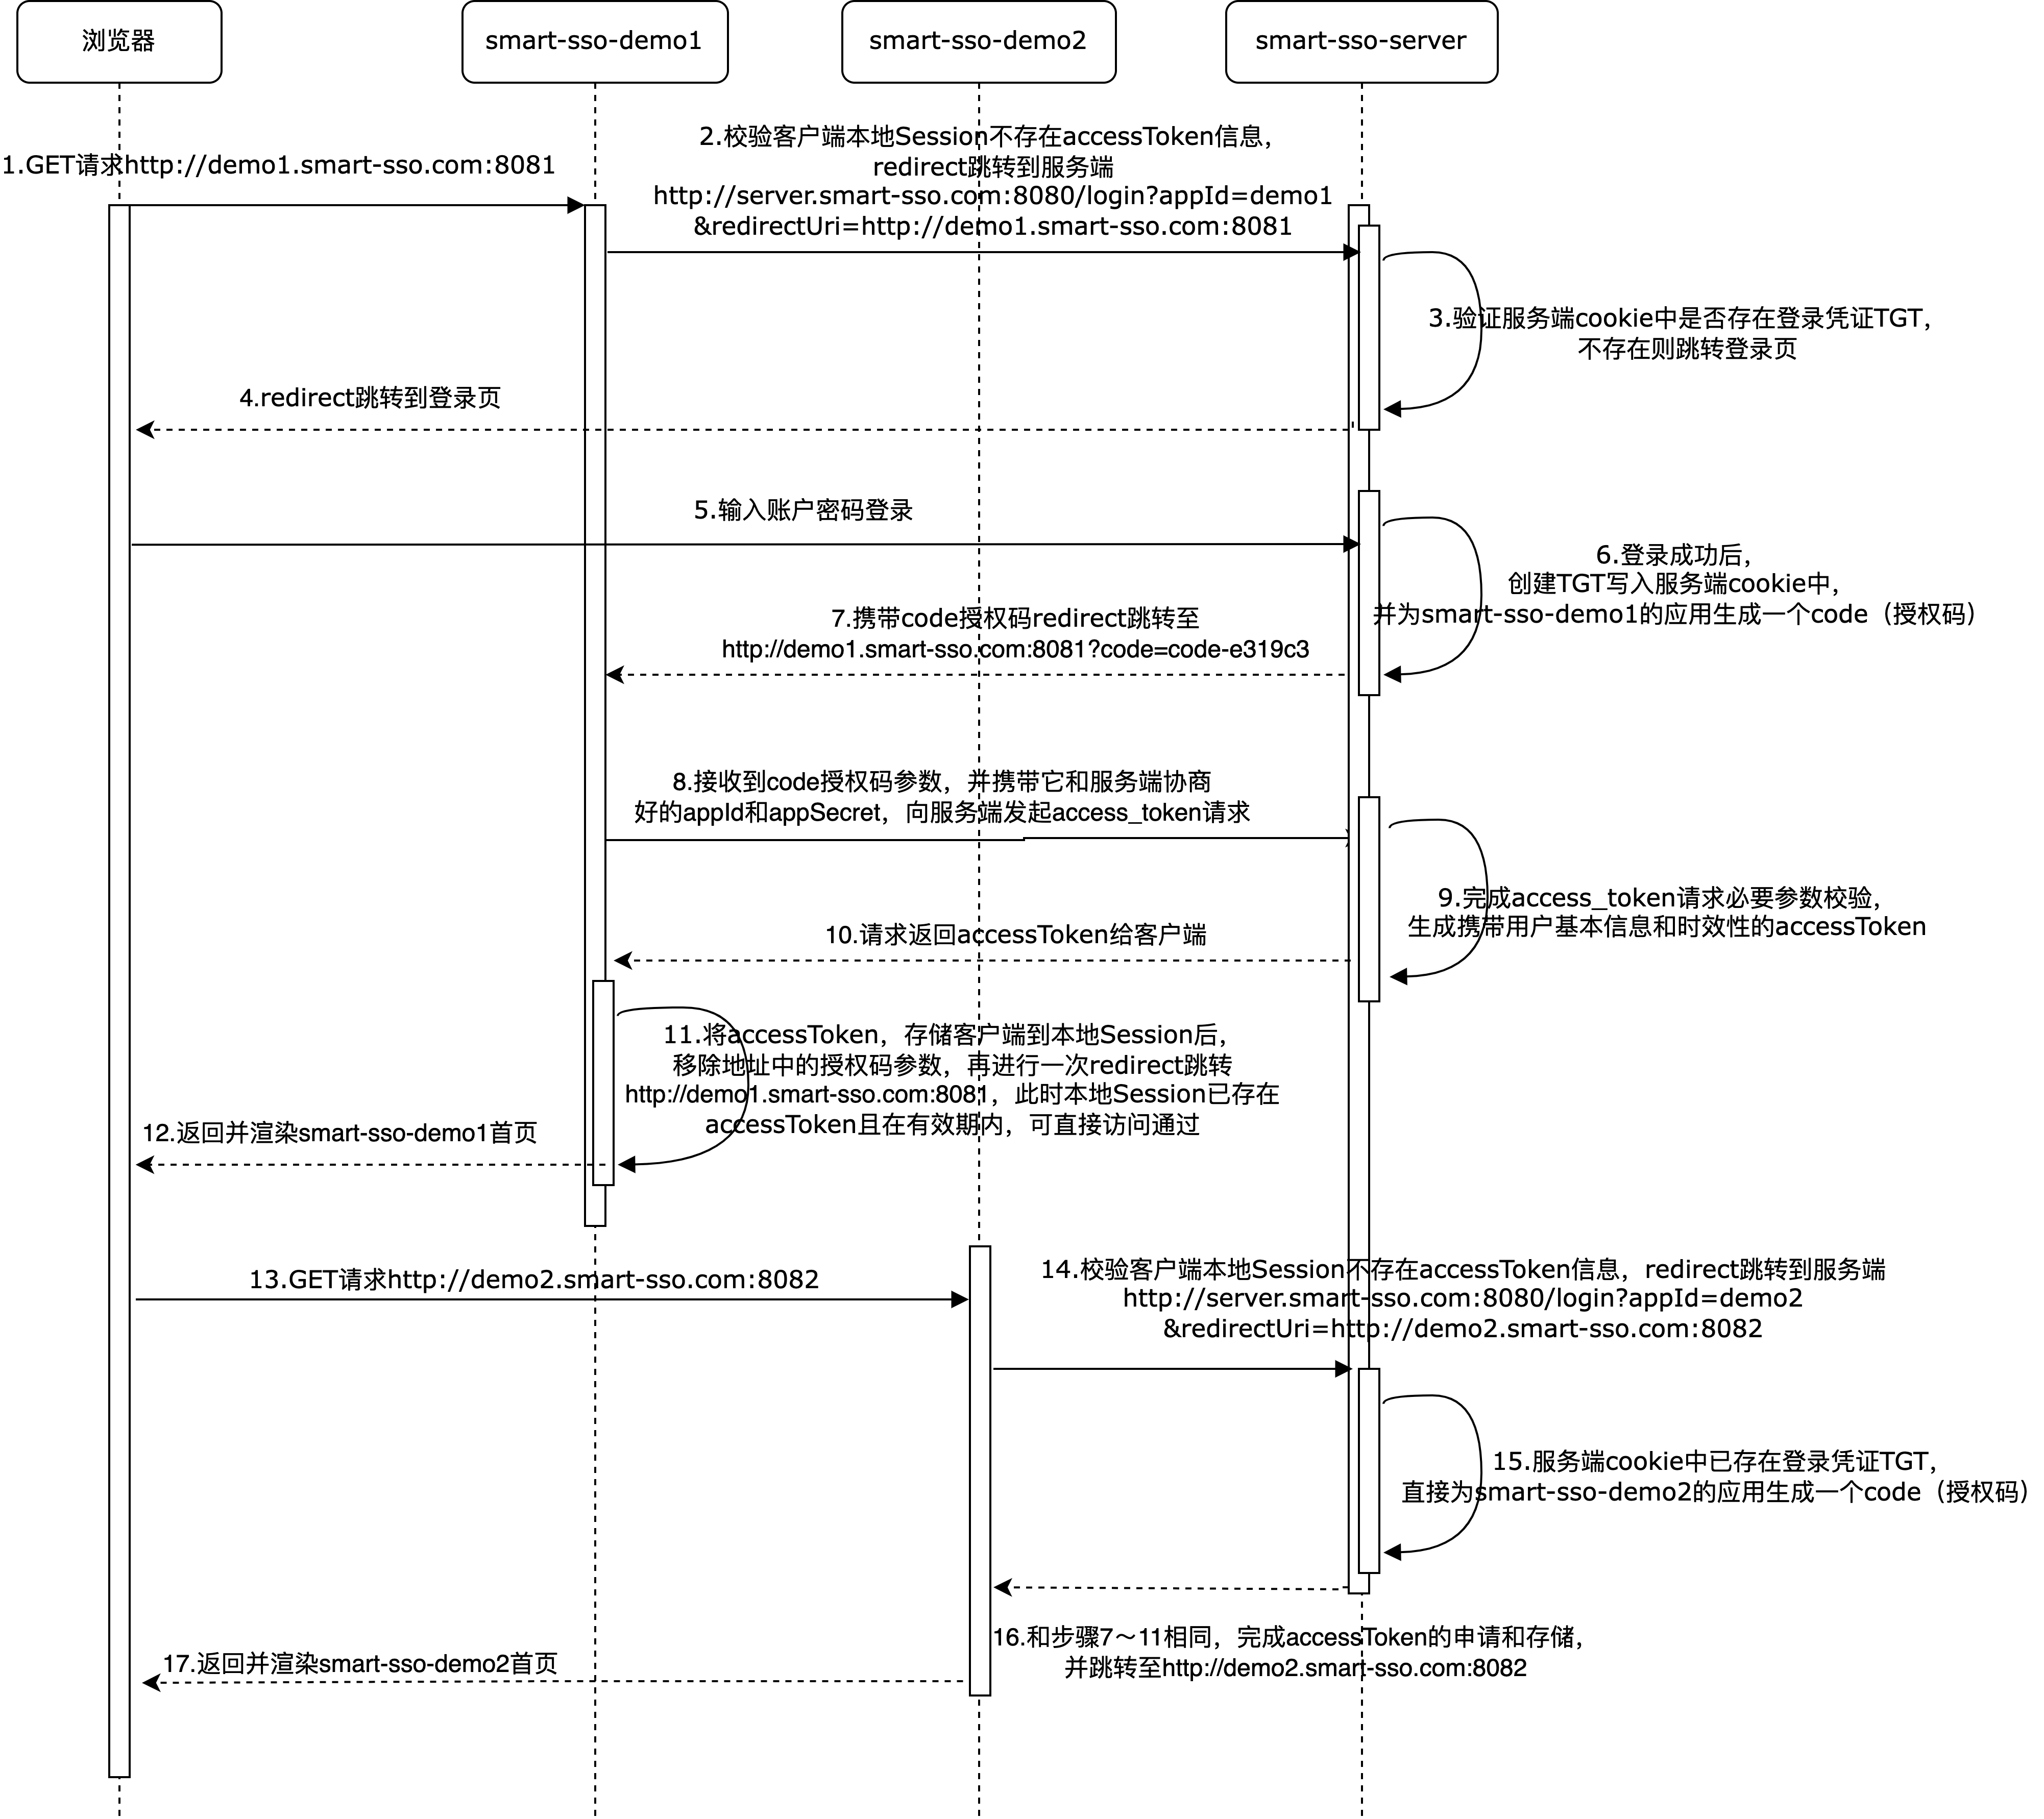 浏览器
smart-sso-demo1
smart-sso-demo2
smart-sso-server
1.GET请求http://demo1.smart-sso.com:8081
2.校验客户端本地Session不存在accessToken信息，
redirect跳转到服务端
http://server.smart-sso.com:8080/login?appId=demo1
&redirectUri=http://demo1.smart-sso.com:8081
3.验证服务端cookie中是否存在登录凭证TGT，
不存在则跳转登录页
4.redirect跳转到登录页
5.输入账户密码登录
6.登录成功后，
创建TGT写入服务端cookie中，
并为smart-sso-demo1的应用生成一个code（授权码）
7.携带code授权码redirect跳转至
http://demo1.smart-sso.com:8081?code=code-e319c3
8.接收到code授权码参数，并携带它和服务端协商
好的appId和appSecret，向服务端发起access_token请求
9.完成access_token请求必要参数校验，
生成携带用户基本信息和时效性的accessToken
10.请求返回accessToken给客户端
11.将accessToken，存储客户端到本地Session后，
移除地址中的授权码参数，再进行一次redirect跳转
http://demo1.smart-sso.com:8081，此时本地Session已存在
accessToken且在有效期内，可直接访问通过
12.返回并渲染smart-sso-demo1首页
13.GET请求http://demo2.smart-sso.com:8082
14.校验客户端本地Session不存在accessToken信息，redirect跳转到服务端
http://server.smart-sso.com:8080/login?appId=demo2
&redirectUri=http://demo2.smart-sso.com:8082
15.服务端cookie中已存在登录凭证TGT，
直接为smart-sso-demo2的应用生成一个code（授权码）
16.和步骤7～11相同，完成accessToken的申请和存储，
并跳转至http://demo2.smart-sso.com:8082
17.返回并渲染smart-sso-demo2首页